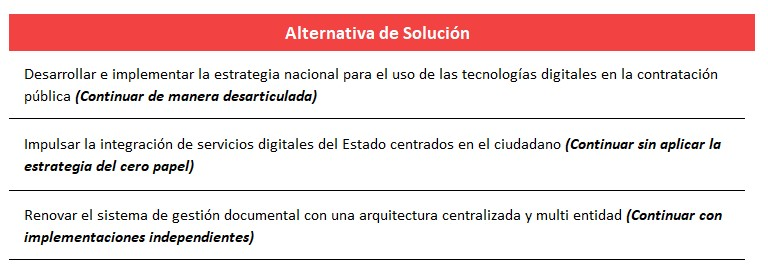 Alternativa de Solución
Desarrollar e implementar la estrategia nacional para el uso de las tecnologías digitales en la contratación
pública (Continuar de manera desarticulada)
Impulsar la integración de servicios digitales del Estado centrados en el ciudadano (Continuar sin aplicar la
estrategia del cero papel)
Renovar el sistema de gestión documental con una arquitectura centralizada y multi entidad (Continuar con
implementaciones independientes)